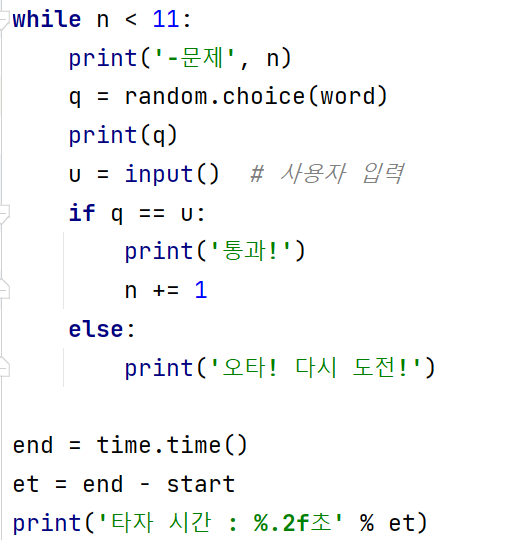 while n < 11:
    print('-문제', n)
    q = random.choice(word)
    print(q)
    u = input()  # 사용자 입력
    if q == u:
        print('통과!')
        n += 1
    else:
        print('오타! 다시 도전!')

end = time.time()
et = end - start
print('타자 시간 : %.2f초' % et)